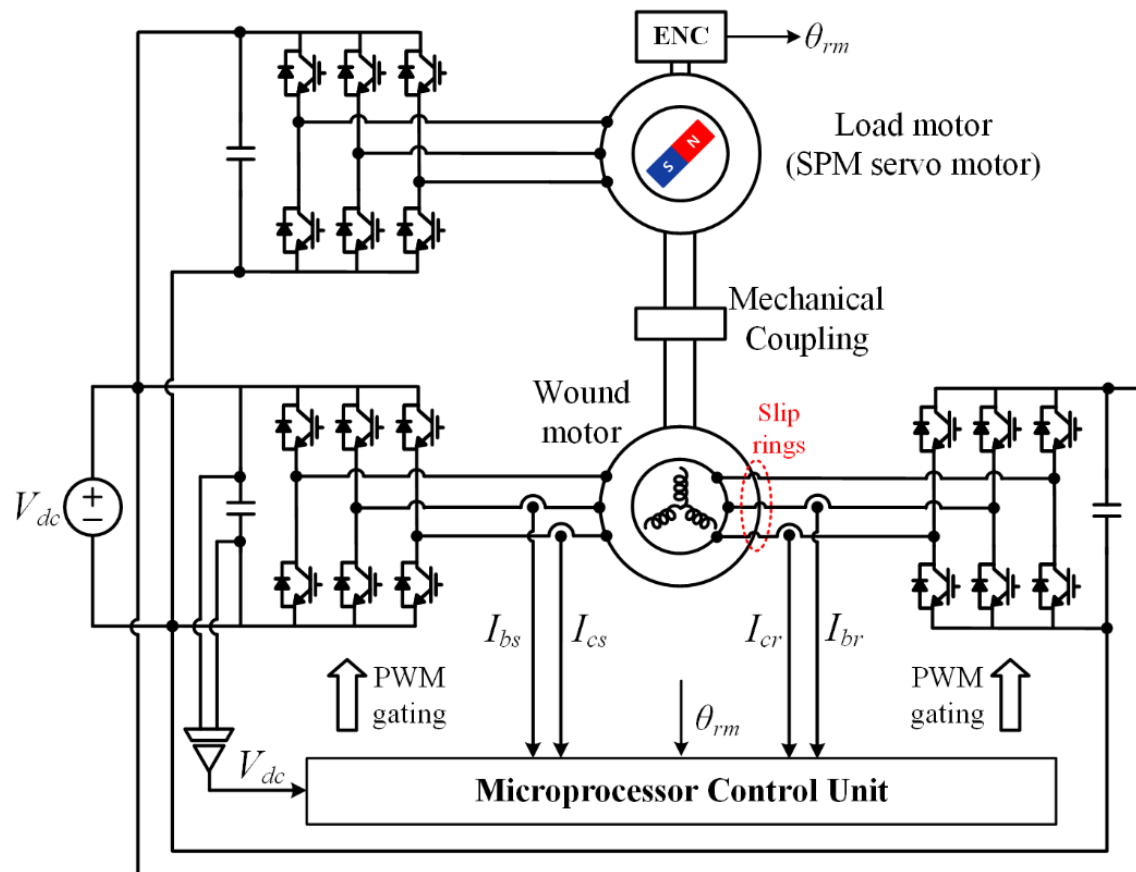 ENC
θrm
S N
Load motor
(SPM servo motor)
Mechanical
Coupling
Wound
motor
Slip
rings
Vdc
+
−
Ibs
Ics
Icr
Ibr
PWM
gating
θrm
PWM
gating
Vdc
Microprocessor Control Unit